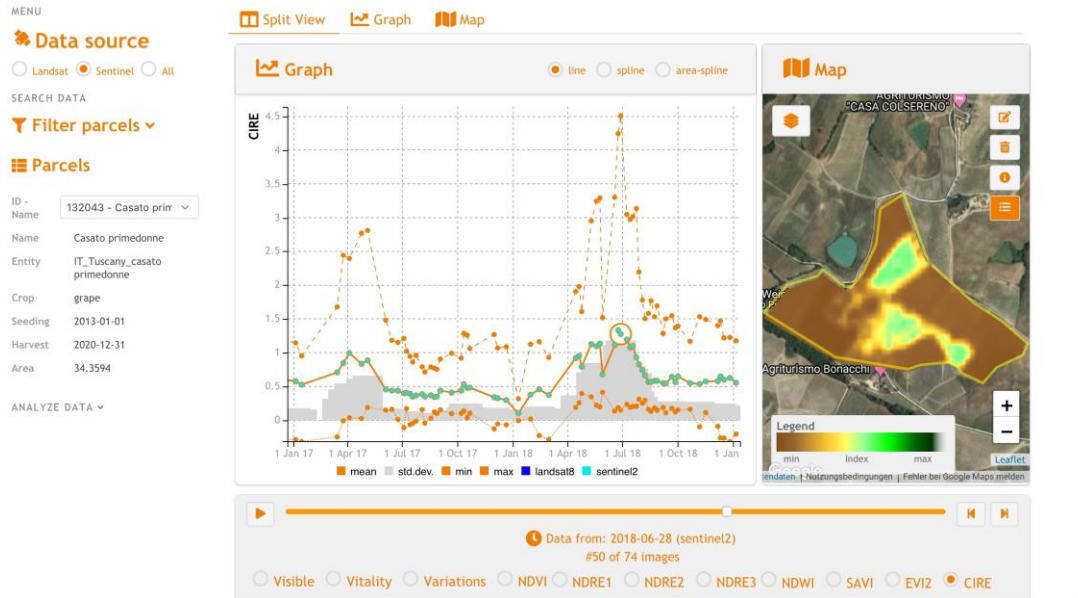 MENU
Data source
Landsat Sentinel All
SEARCH DATA
Filter parcels
Parcels
ID - Name 132043 - Casato prim
Name Casato primedonne
Entity IT_Tuscany_casato primedonne
Crop grape
Seeding 2013-01-01
Harvest 2020-12-31
Area 34.3594
ANALYZE DATA
Split View Graph Map
Graph
line spline area-spline
CIRE
4.5
4
3.5
3
2.5
2
1.5
1
0.5
0
1 Jan 17 1 Apr 17 1 Jul 17 1 Oct 17 1 Jan 18 1 Apr 18 1 Jul 18 1 Oct 18 1 Jan
mean std.dev. min max landsat8 sentinel2
Map
AGRITURISMO
"CASA COLSERENO"
Wein
Agriturismo Bonacchi
+
−
Legend
min Index max
Leaflet
Google
endaten Nutzungsbedingungen Fehler bei Google Maps melden
Data from: 2018-06-28 (sentinel2)
#50 of 74 images
Visible Vitality Variations NDVI NDRE1 NDRE2 NDRE3 NDWI SAVI EVI2 CIRE